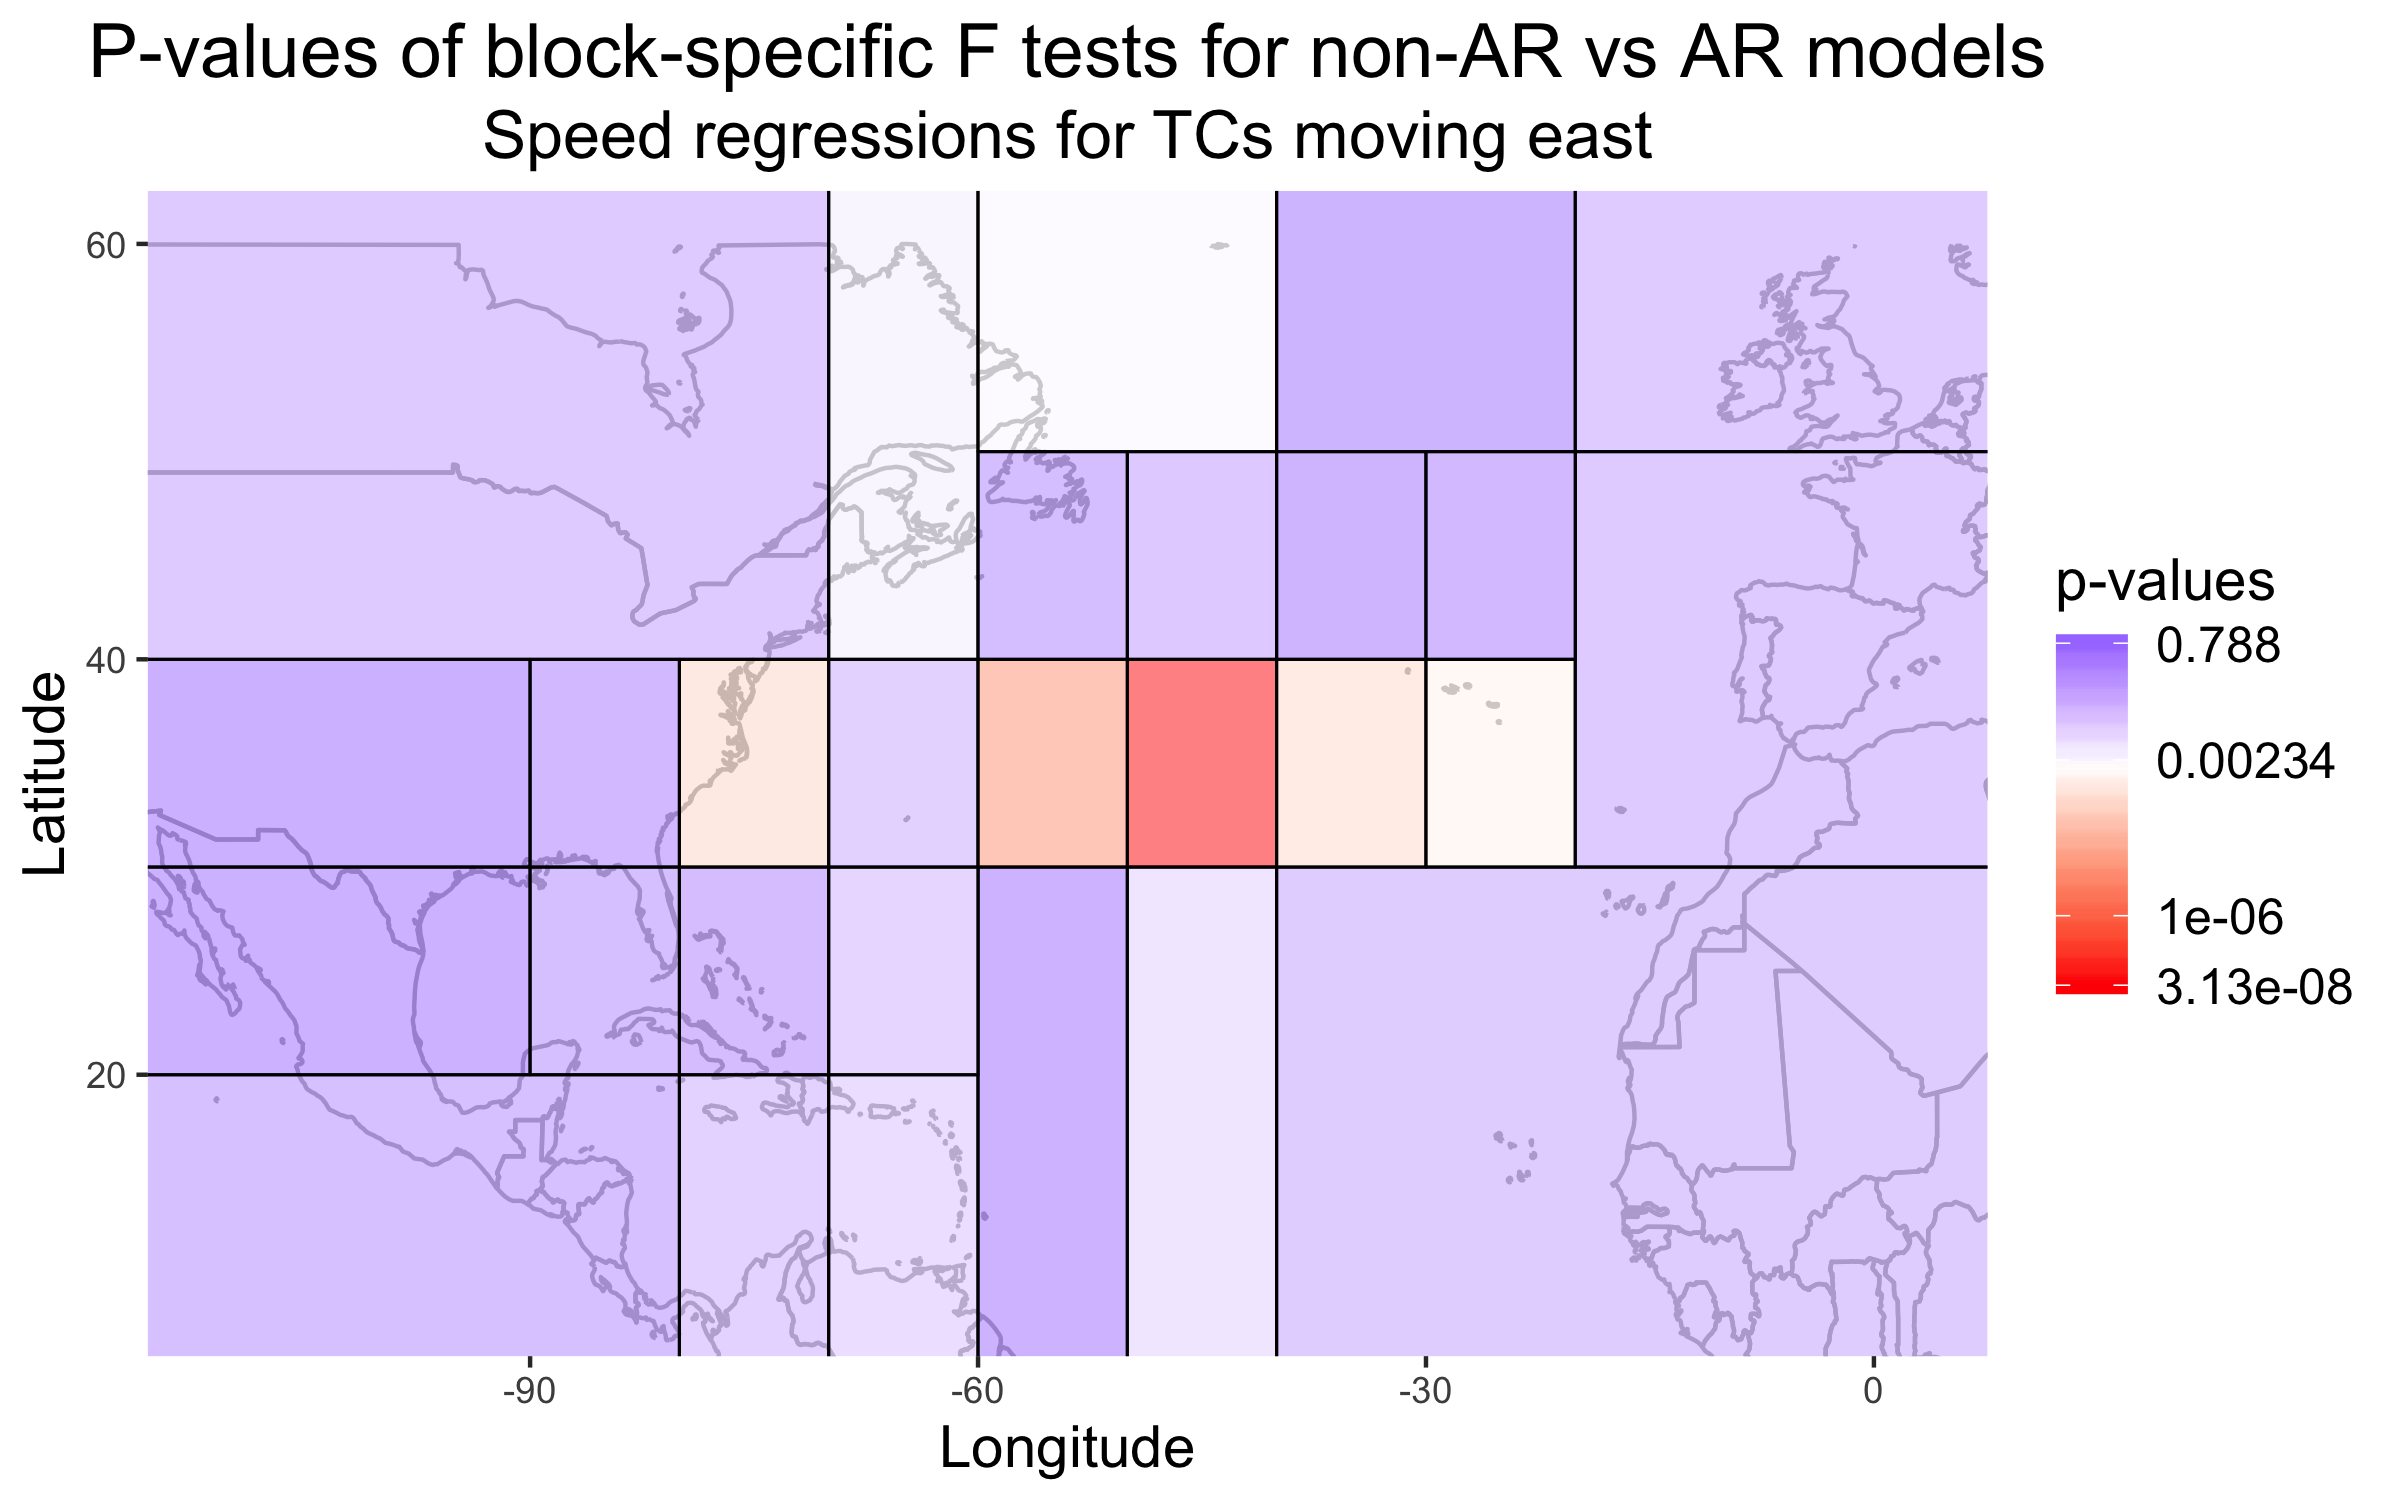 P-values of block-specific F tests for non-AR vs AR models
Speed regressions for TCs moving east
60
40
20
Latitude
-90
-60
-30
0
Longitude
p-values
0.788
0.00234
1e-06
3.13e-08